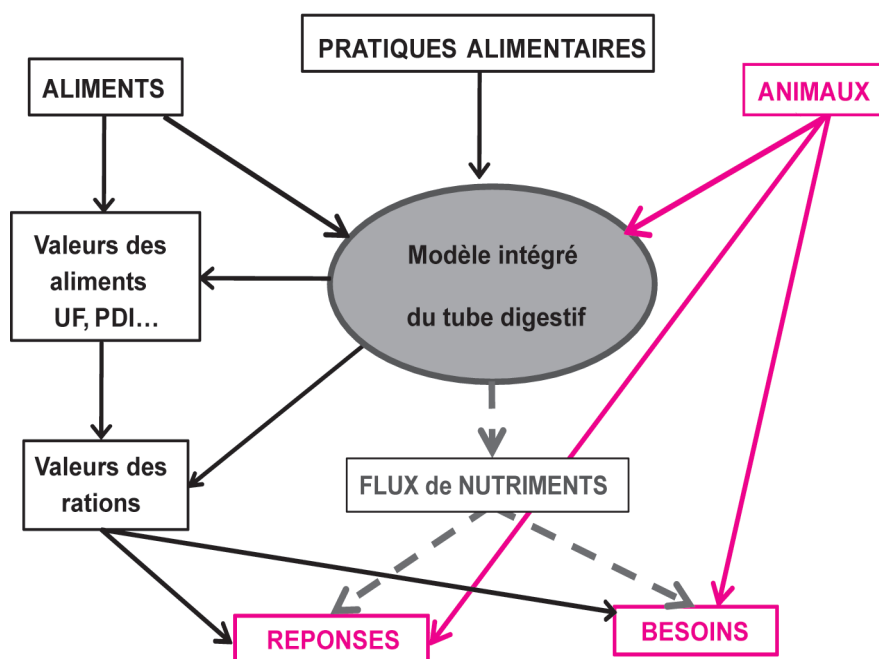 PRATIQUES ALIMENTAIRES
ALIMENTS
ANIMAUX
Valeurs des
aliments
UF, PDI...
Modèle intégré
du tube digestif
Valeurs des
rations
FLUX de NUTRIMENTS
REPONSES
BESOINS